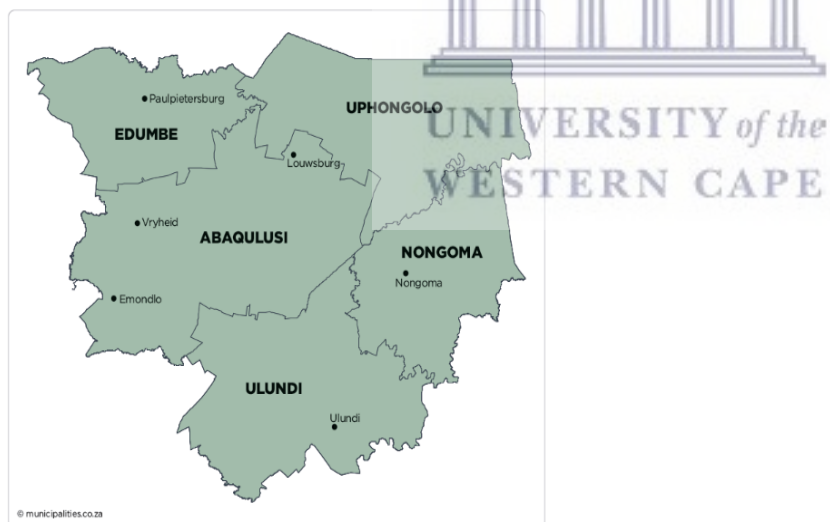 UNIVERSITY of the
WESTERN CAPE
Paulpietersburg
UPHONGOLO
EDUMBE
Louwsburg
Vryheid
ABAQULUSI
NONGOMA
Nongoma
Emondlo
ULUNDI
Ulundi
© municipalities.co.za